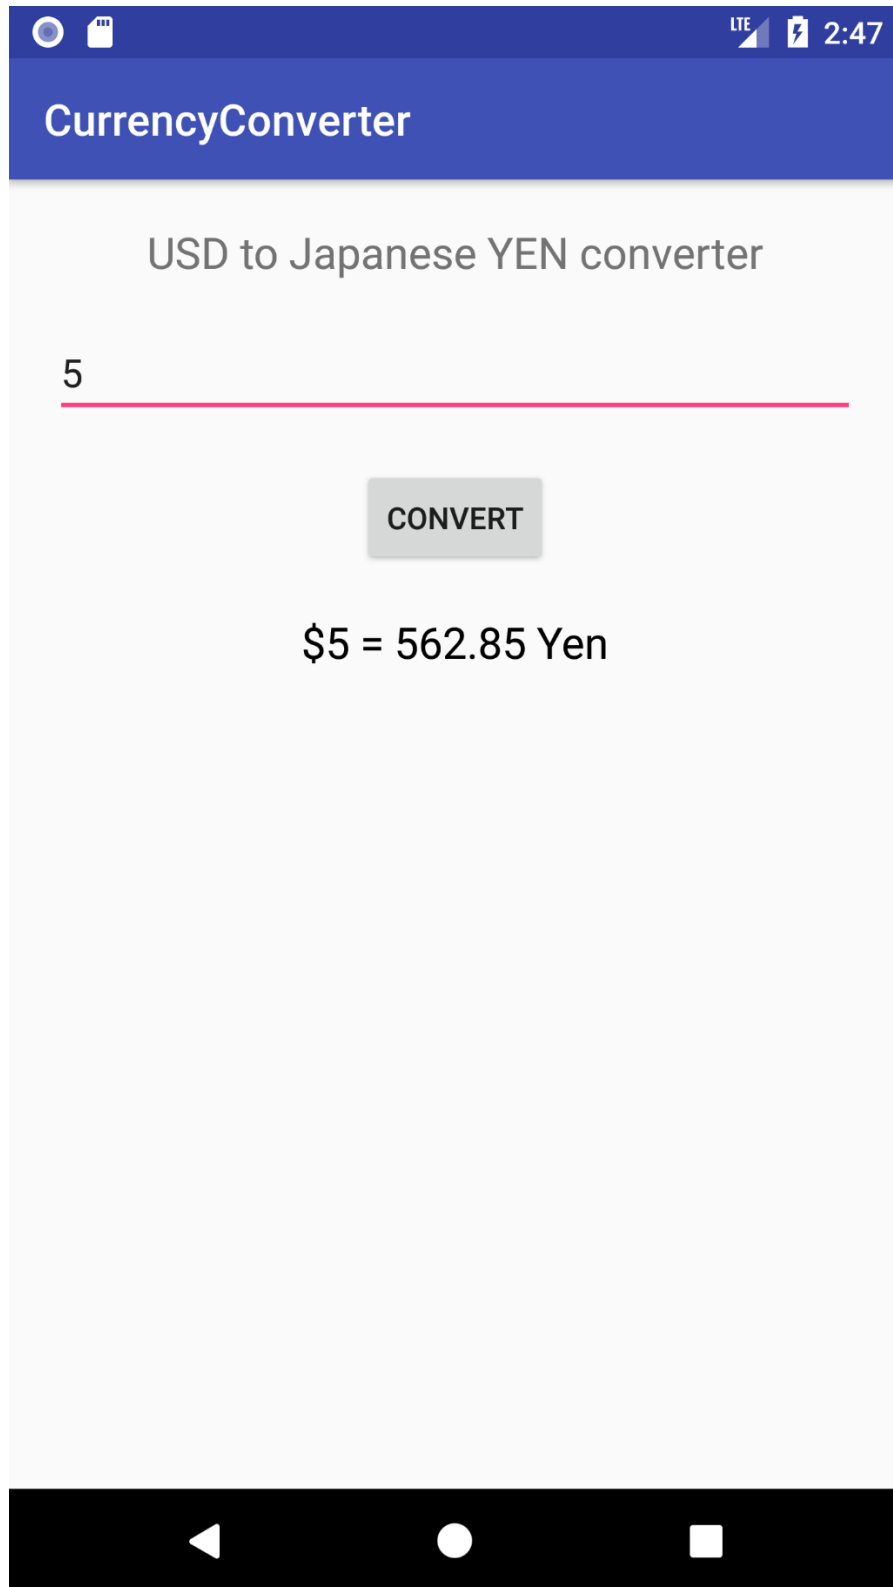 LTE 2:47
CurrencyConverter
USD to Japanese YEN converter
5
CONVERT
$5 = 562.85 Yen